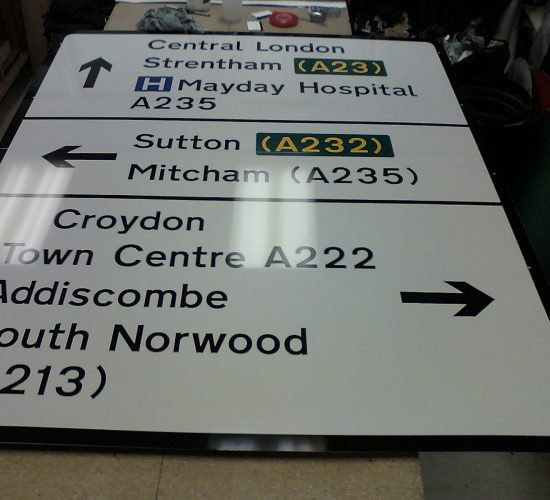 Central London
Strentham (A23)
H Mayday Hospital
A235
Sutton (A232)
Mitcham (A235)
Croydon
Town Centre A222
Addiscombe
outh Norwood
213)